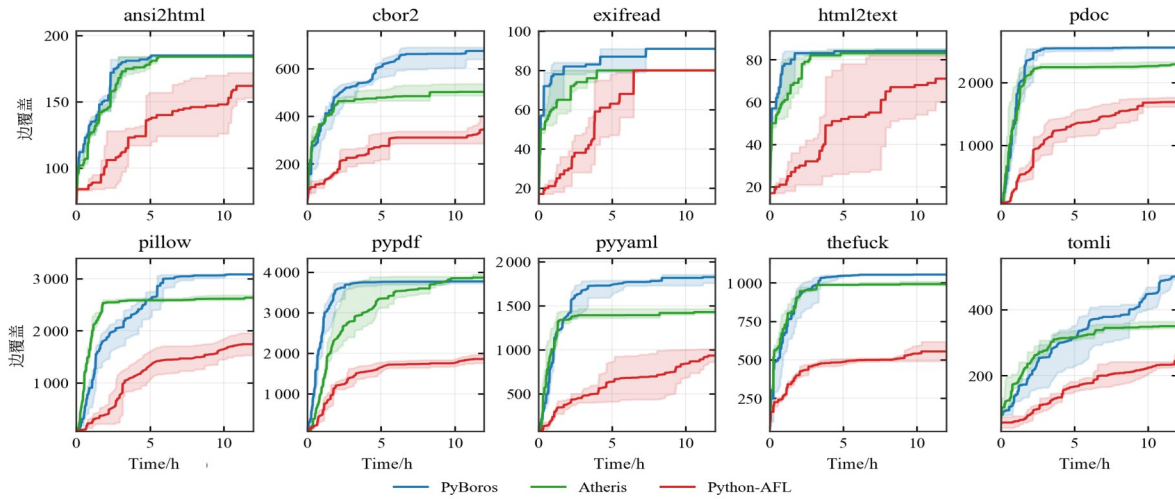 ansi2html
cbor2
exifread
html2text
pdoc
边覆盖
200
150
100
0 5 10
600
400
200
0 5 10
100
80
60
40
20
0 5 10
80
60
40
20
0 5 10
2 000
1 000
0 5 10
pillow
pypdf
pyyaml
thefuck
tomli
边覆盖
3 000
2 000
1 000
0 5 10
4 000
3 000
2 000
1 000
0 5 10
2 000
1 500
1 000
500
0 5 10
1 000
750
500
250
0 5 10
400
200
0 5 10
Time/h
Time/h
Time/h
Time/h
Time/h
PyBoros
Atheris
Python-AFL